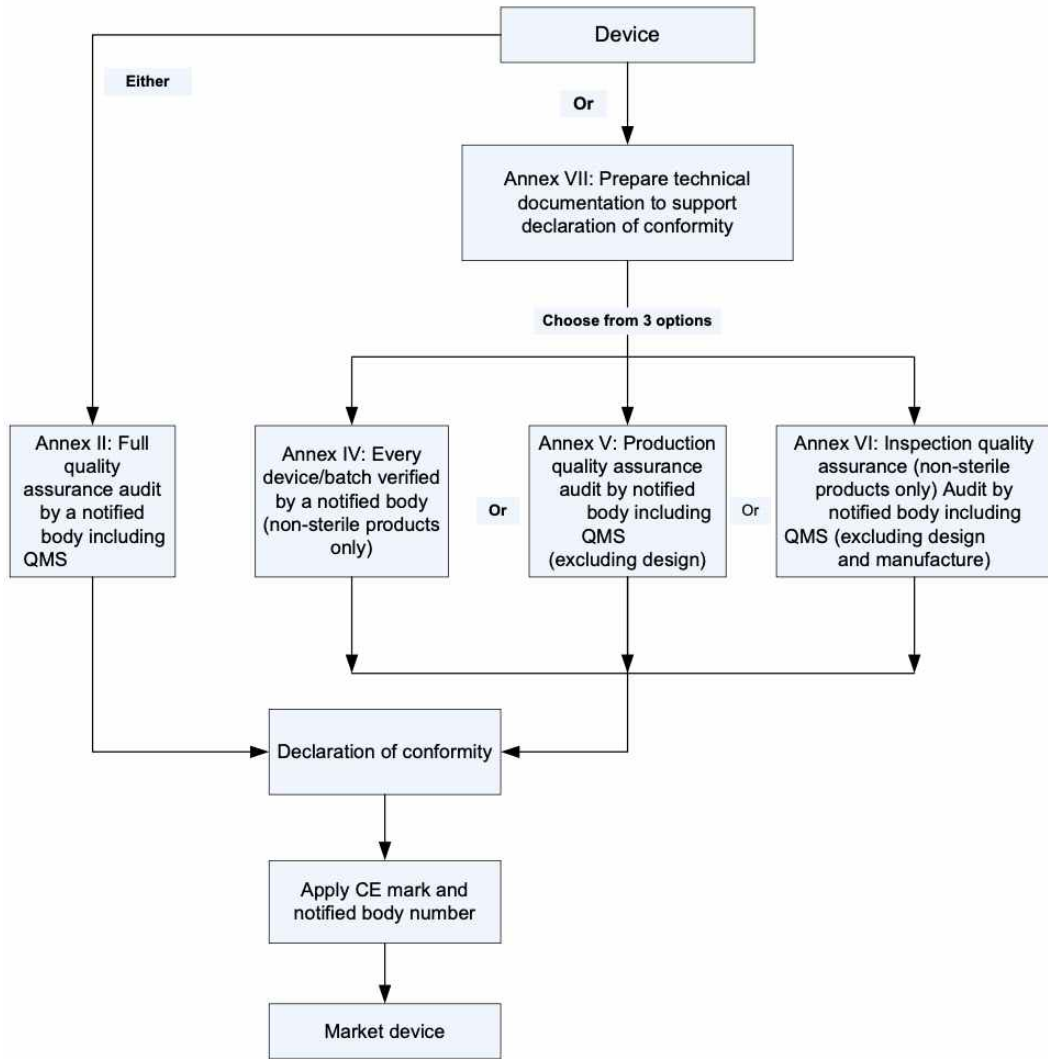 Device
Either
Or
Annex VII: Prepare technical
documentation to support
declaration of conformity
Choose from 3 options
Annex II: Full
quality
assurance audit
by a notified
body including
QMS
Annex IV: Every
device/batch verified
by a notified body
(non-sterile products
only)
Or
Annex V: Production
quality assurance
audit by notified
body including
QMS
(excluding design)
Or
Annex VI: Inspection quality
assurance (non-sterile
products only) Audit by
notified body including
QMS (excluding design
and manufacture)
Declaration of conformity
Apply CE mark and
notified body number
Market device